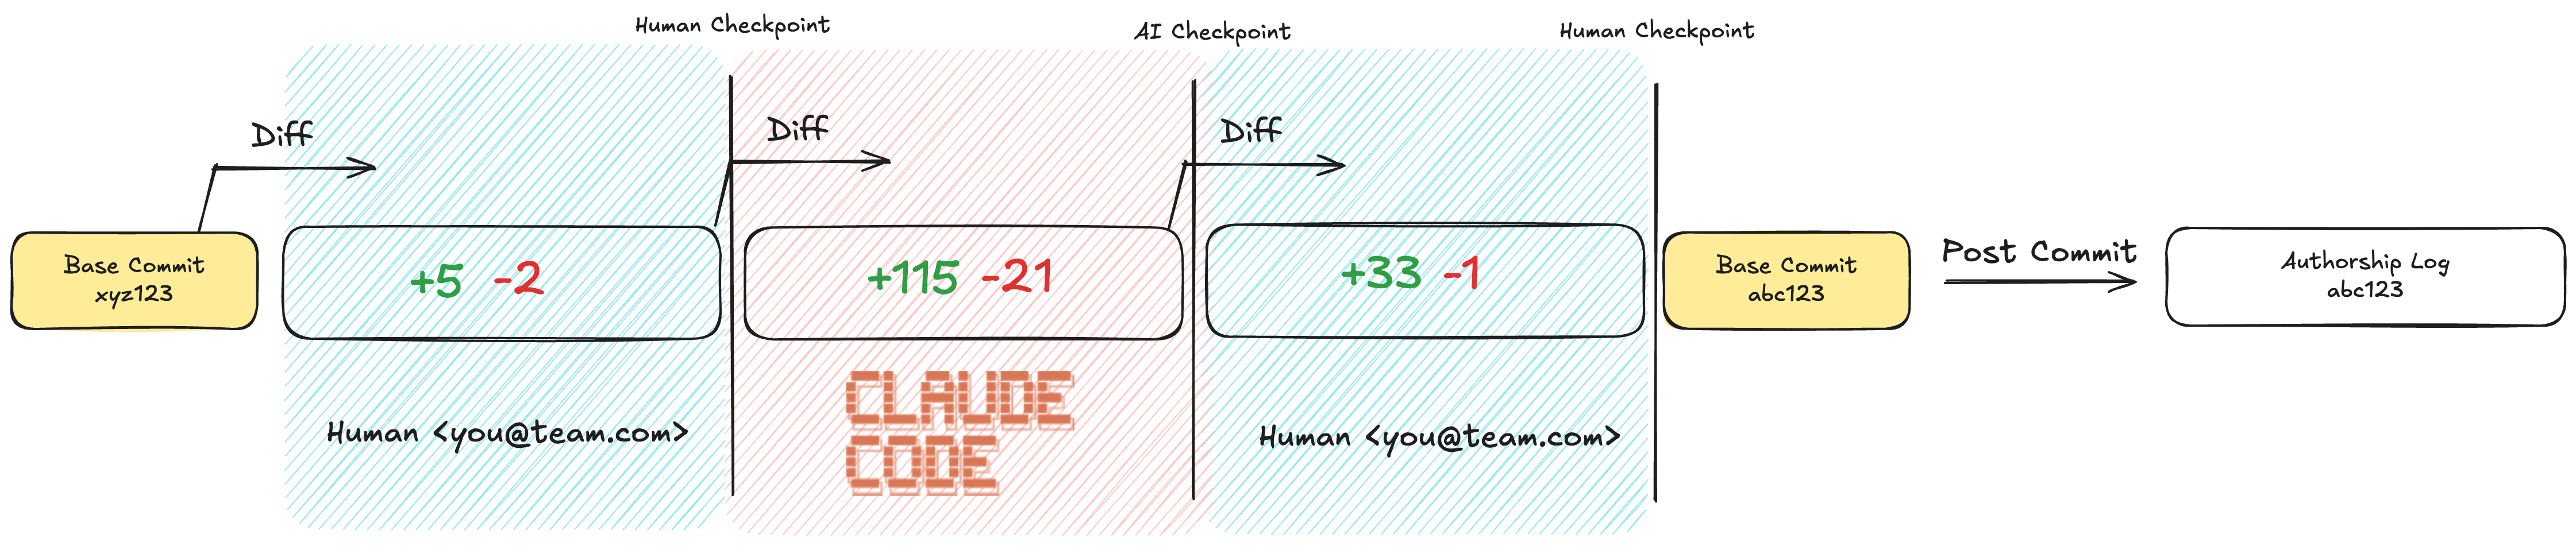 Human Checkpoint
AI Checkpoint
Human Checkpoint
Diff
Diff
Diff
Base Commit
xyz123
+5 -2
+115 -21
+33 -1
Base Commit
abc123
Post Commit
Authorship Log
abc123
Human <you@team.com>
CLAUDE
CODE
Human <you@team.com>